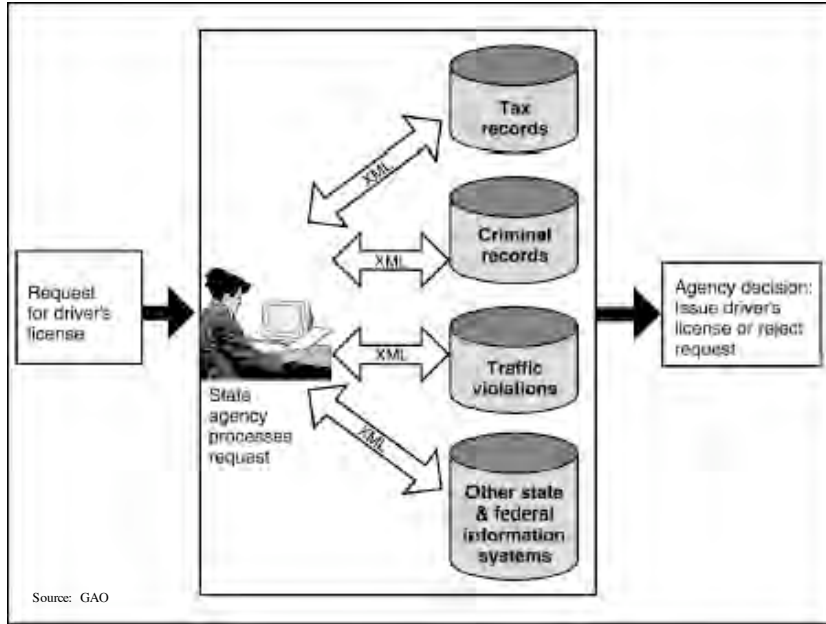 Request
for driver's
license
State
agency
processes
request
XML
Tax
records
XML
Criminal
records
XML
Traffic
violations
XML
Other state
& federal
information
systems
Agency decision:
Issue driver's
license or reject
request
Source: GAO